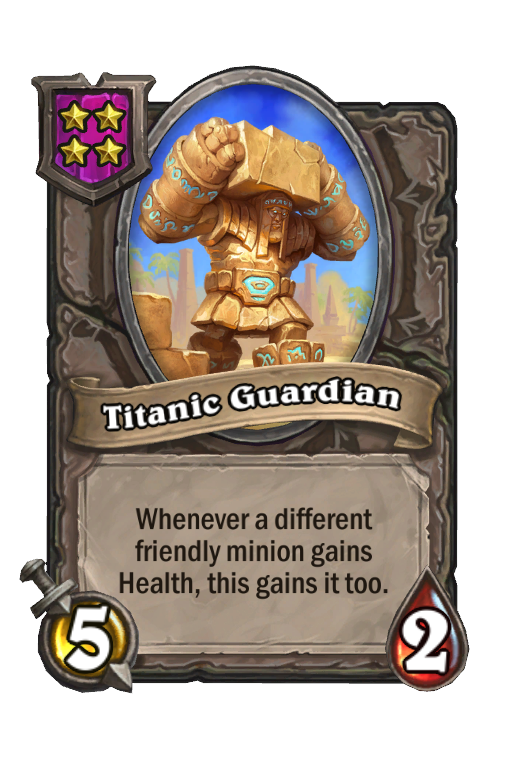 Titanic Guardian
Whenever a different
friendly minion gains
Health, this gains it too.
5
2